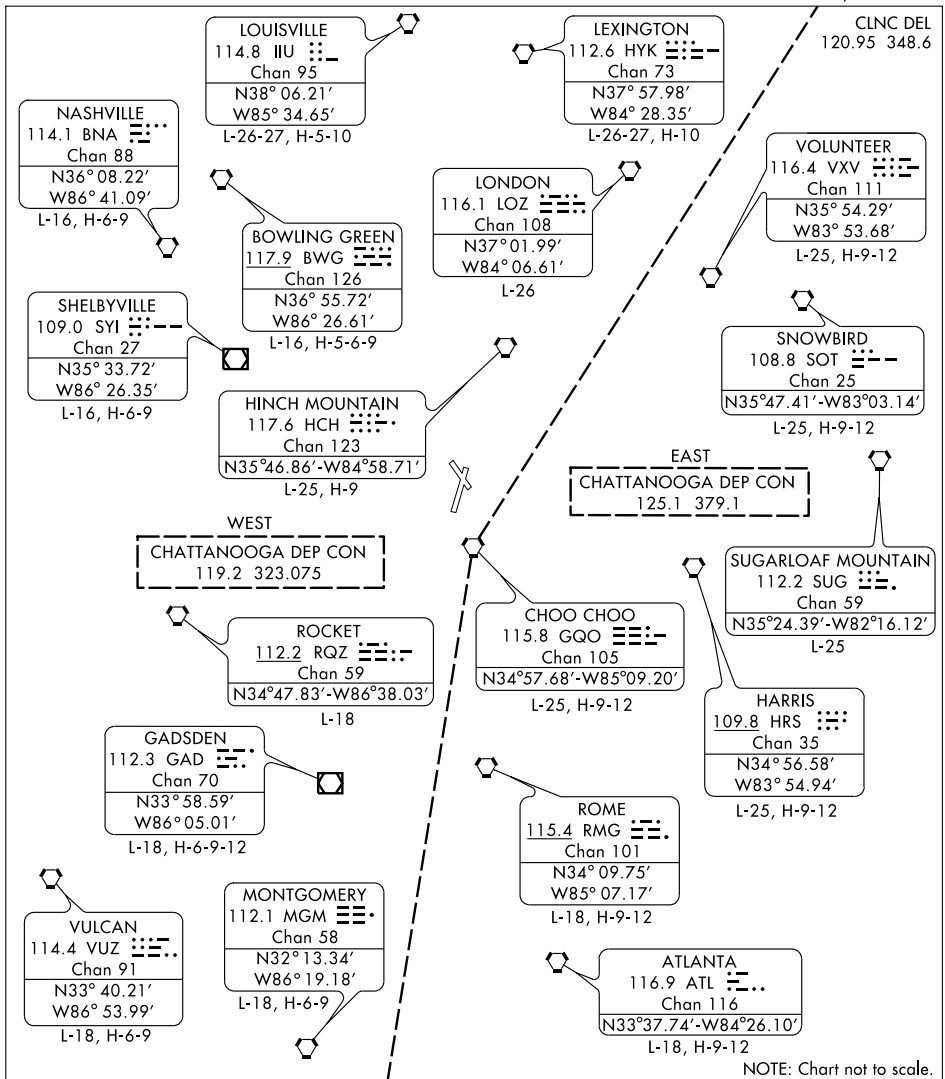 CLNC DEL
120.95 348.6
LOUISVILLE
114.8 IIU
Chan 95
N38° 06.21′
W85° 34.65′
L-26-27, H-5-10
LEXINGTON
112.6 HYK
Chan 73
N37° 57.98′
W84° 28.35′
L-26-27, H-10
NASHVILLE
114.1 BNA
Chan 88
N36° 08.22′
W86° 41.09′
L-16, H-6-9
VOLUNTEER
116.4 VXV
Chan 111
N35° 54.29′
W83° 53.68′
L-25, H-9-12
LONDON
116.1 LOZ
Chan 108
N37° 01.99′
W84° 06.61′
L-26
BOWLING GREEN
117.9 BWG
Chan 126
N36° 55.72′
W86° 26.61′
L-16, H-5-6-9
SHELBYVILLE
109.0 SYI
Chan 27
N35° 33.72′
W86° 26.35′
L-16, H-6-9
SNOWBIRD
108.8 SOT
Chan 25
N35°47.41′-W83°03.14′
L-25, H-9-12
HINCH MOUNTAIN
117.6 HCH
Chan 123
N35°46.86′-W84°58.71′
L-25, H-9
EAST
CHATTANOOGA DEP CON
125.1 379.1
WEST
CHATTANOOGA DEP CON
119.2 323.075
SUGARLOAF MOUNTAIN
112.2 SUG
Chan 59
N35°24.39′-W82°16.12′
L-25
CHOO CHOO
115.8 GQO
Chan 105
N34°57.68′-W85°09.20′
L-25, H-9-12
ROCKET
112.2 RQZ
Chan 59
N34°47.83′-W86°38.03′
L-18
HARRIS
109.8 HRS
Chan 35
N34° 56.58′
W83° 54.94′
L-25, H-9-12
GADSDEN
112.3 GAD
Chan 70
N33° 58.59′
W86° 05.01′
L-18, H-6-9-12
ROME
115.4 RMG
Chan 101
N34° 09.75′
W85° 07.17′
L-18, H-9-12
MONTGOMERY
112.1 MGM
Chan 58
N32° 13.34′
W86° 19.18′
L-18, H-6-9
VULCAN
114.4 VUZ
Chan 91
N33° 40.21′
W86° 53.99′
L-18, H-6-9
ATLANTA
116.9 ATL
Chan 116
N33°37.74′-W84°26.10′
L-18, H-9-12
NOTE: Chart not to scale.